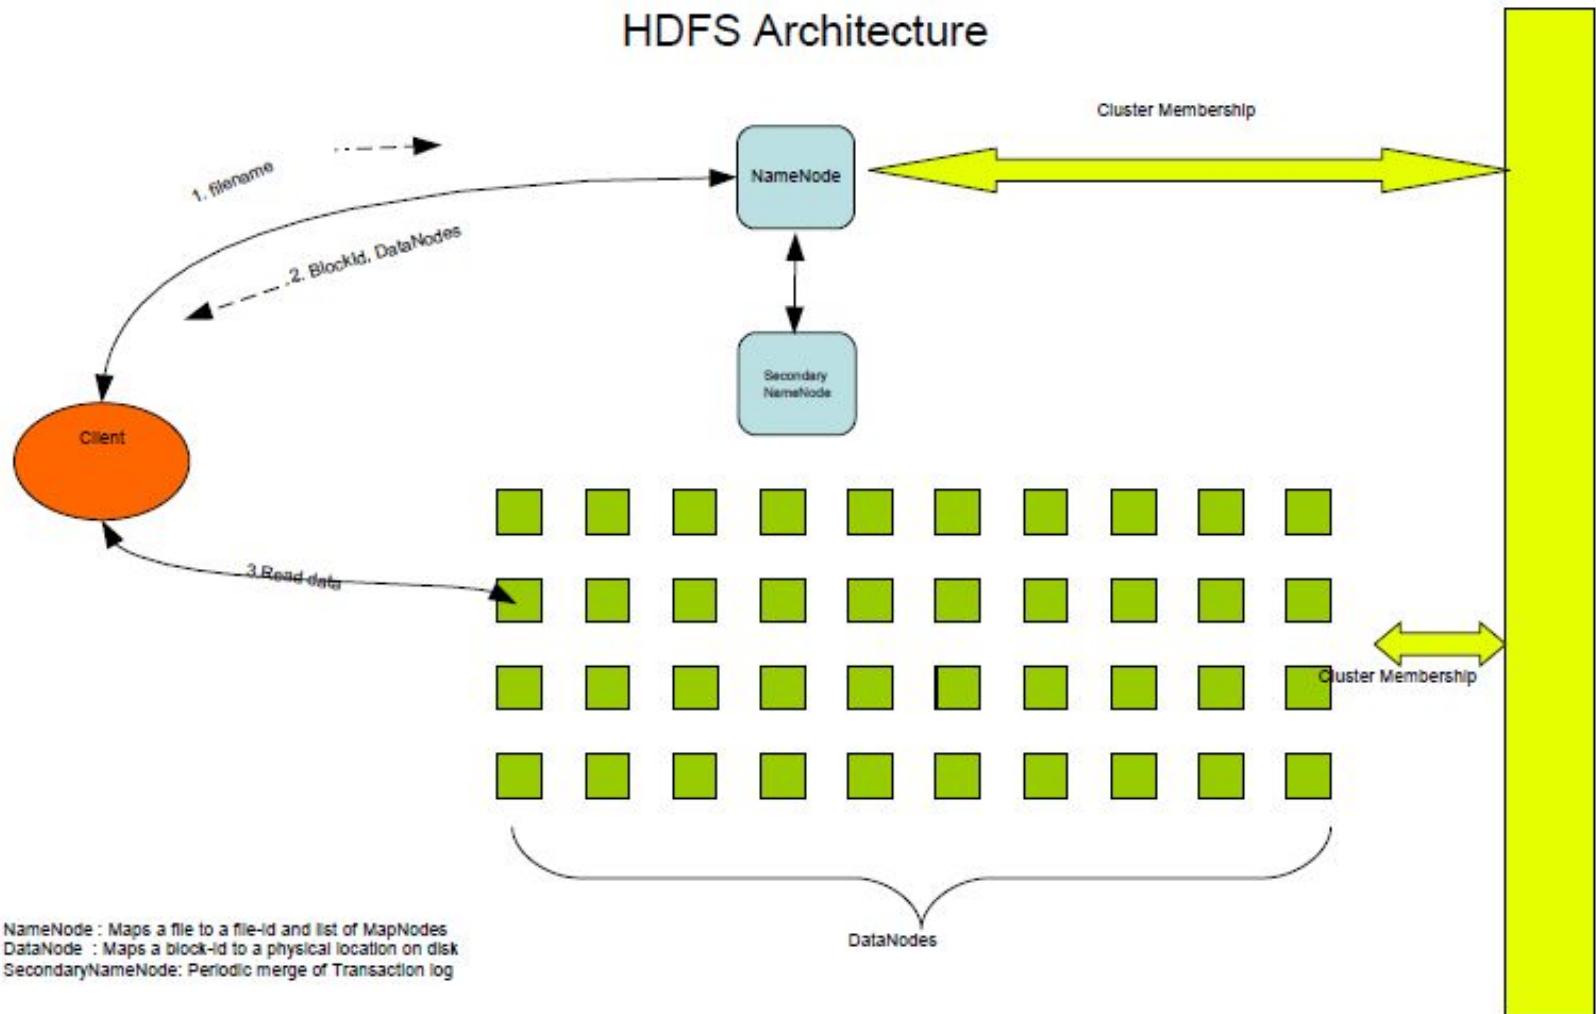 HDFS Architecture
Cluster Membership
1. filename
NameNode
2. BlockId, DataNodes
Secondary
NameNode
Client
3.Read data
Cluster Membership
DataNodes
NameNode : Maps a file to a file-id and list of MapNodes
DataNode : Maps a block-id to a physical location on disk
SecondaryNameNode: Periodic merge of Transaction log